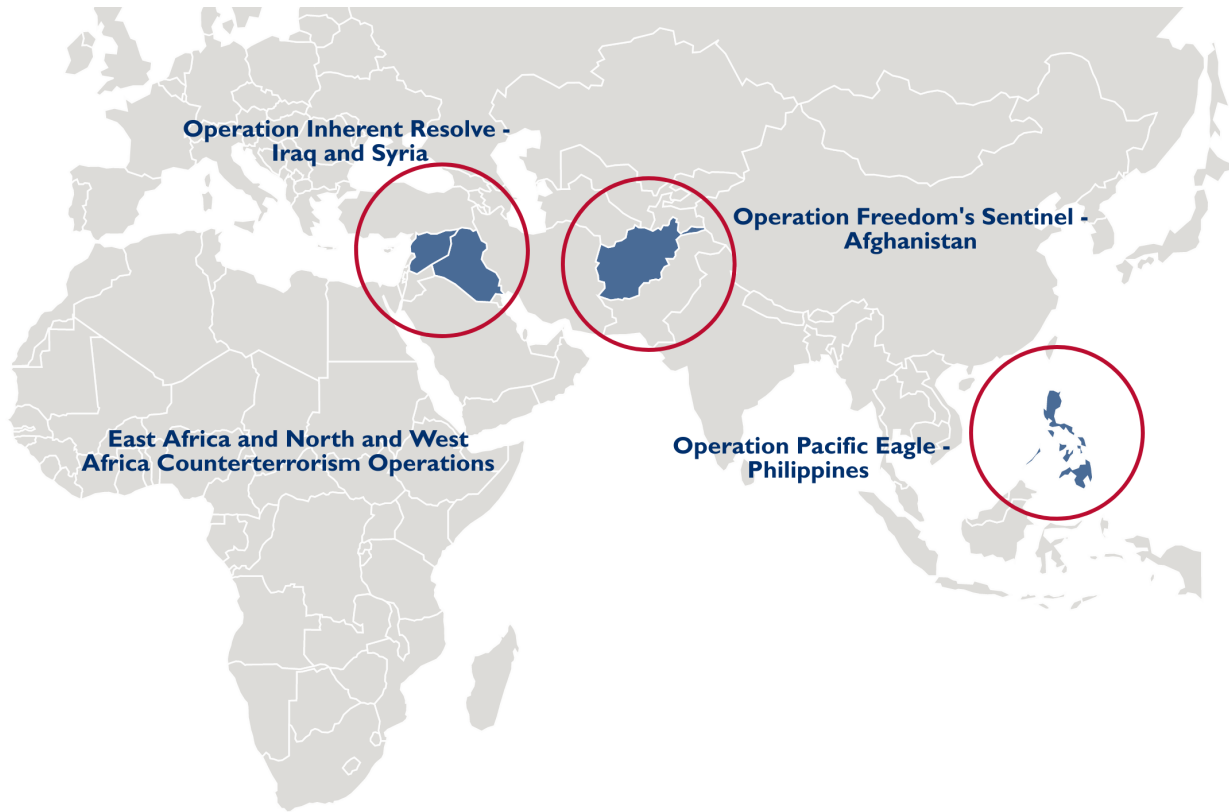 Operation Inherent Resolve -
Iraq and Syria
Operation Freedom's Sentinel -
Afghanistan
East Africa and North and West
Africa Counterterrorism Operations
Operation Pacific Eagle -
Philippines